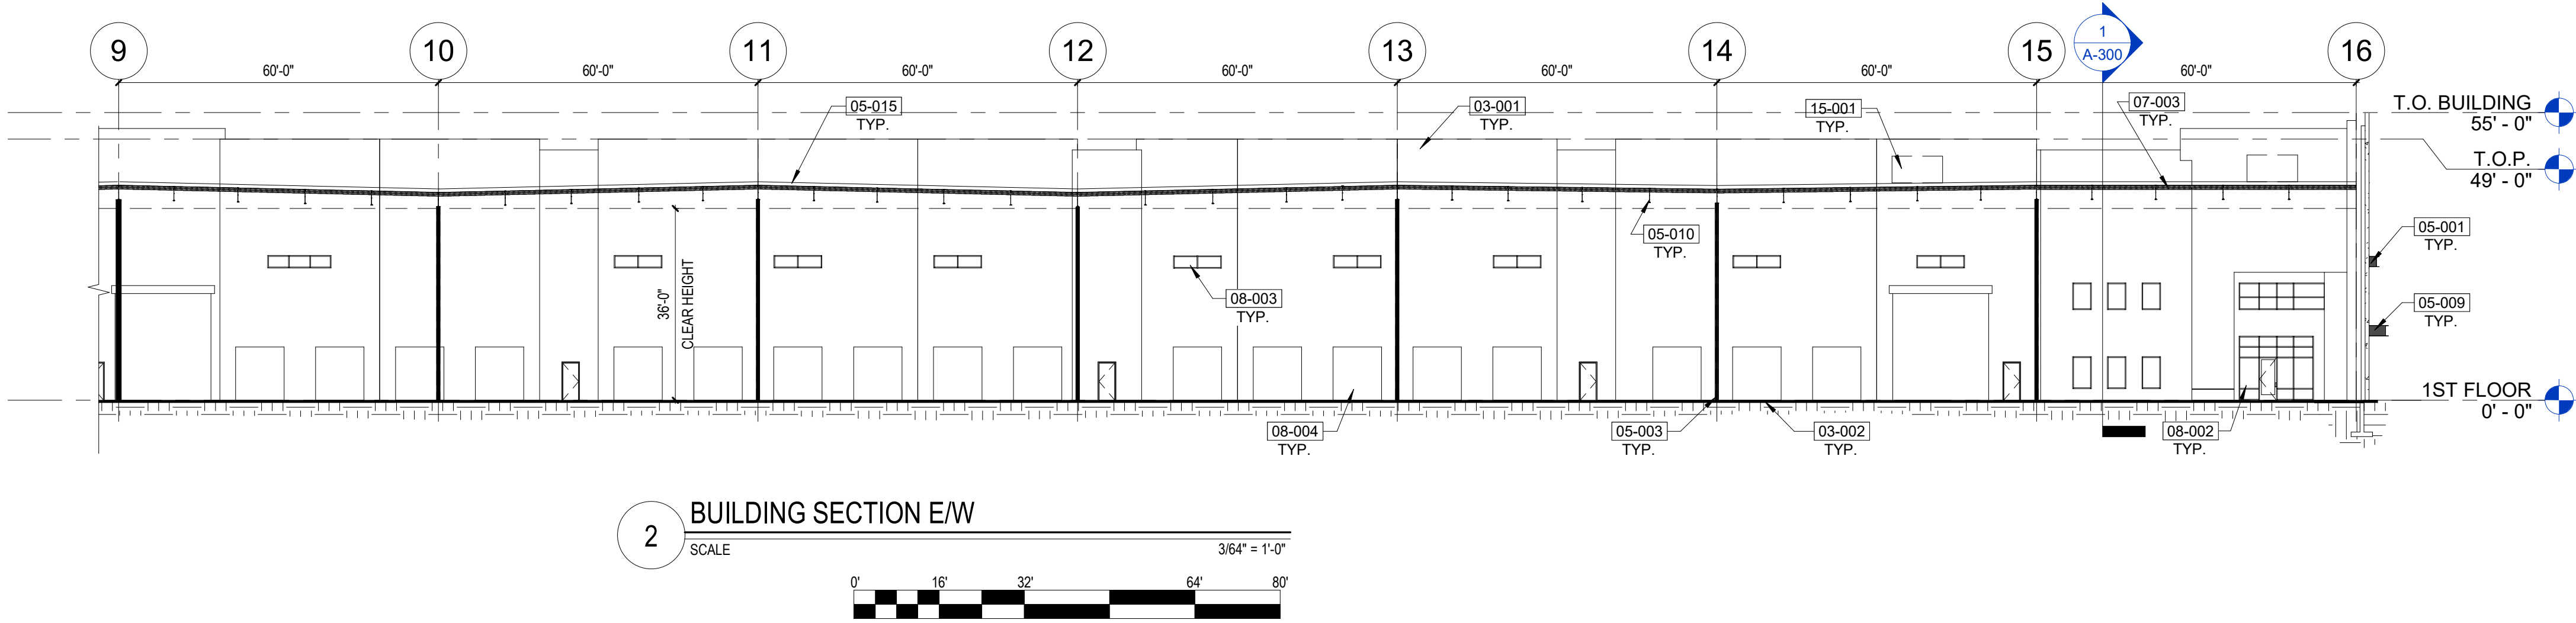 9
10
11
12
13
14
15
1
A-300
16
60'-0"
60'-0"
60'-0"
60'-0"
60'-0"
60'-0"
60'-0"
05-015
TYP.
03-001
TYP.
15-001
TYP.
07-003
TYP.
T.O. BUILDING
55' - 0"
T.O.P.
49' - 0"
05-010
TYP.
05-001
TYP.
36'-0"
CLEAR HEIGHT
08-003
TYP.
05-009
TYP.
1ST FLOOR
0' - 0"
08-004
TYP.
05-003
TYP.
03-002
TYP.
08-002
TYP.
2
BUILDING SECTION E/W
SCALE
3/64" = 1'-0"
0'
16'
32'
64'
80'